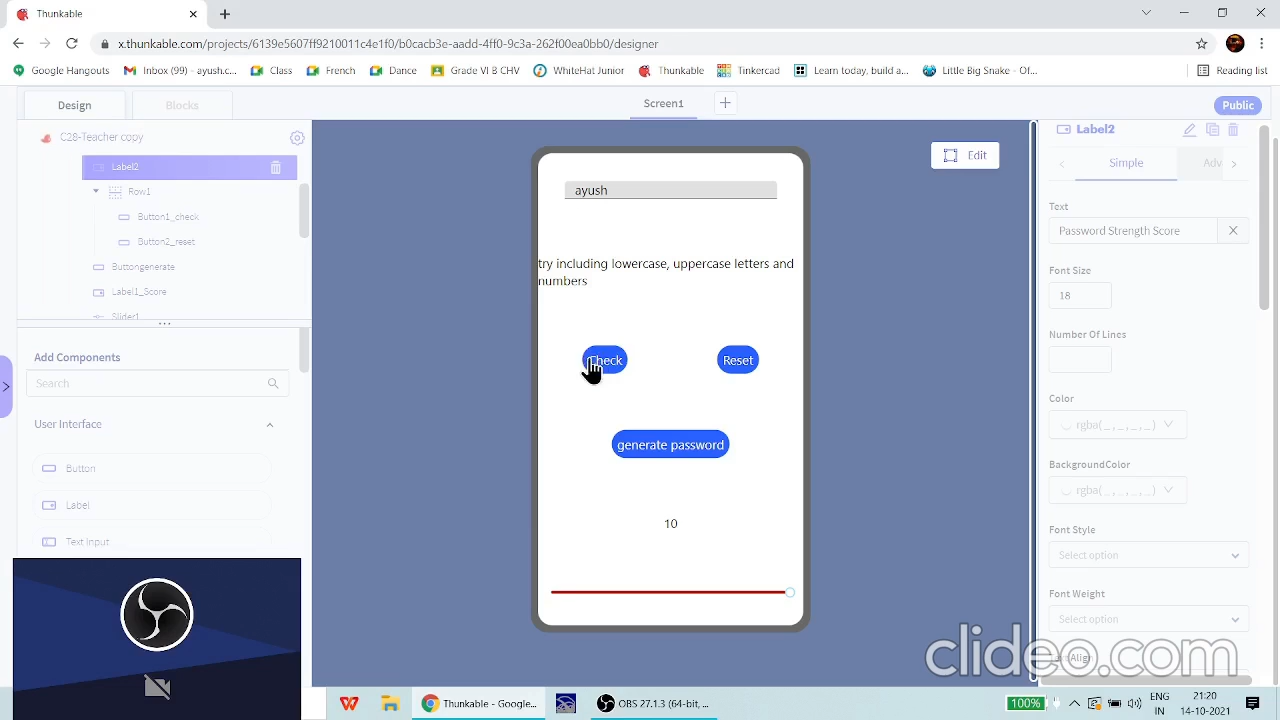 Thunkable
x.thunkable.com/projects/6139e5607ff9210011c4e1f0/b0cacb3e-aadd-4ff0-9c3a-362f00ea0bb0/designer
Google Hangouts
Inbox (99) - ayush.c...
Class
French
Dance
Grade VI B CHV
WhiteHat Junior
Thunkable
Tinkercad
Learn today, build a...
Little Big Snake - Of...
Reading list
Design
Blocks
Screen1
Public
C28-Teacher copy
Label2
Row1
Button1_check
Button2_reset
Buttongenerate
Label1_Score
Slider1
Add Components
Search
User Interface
Button
Label
Text Input
Edit
ayush
try including lowercase, uppercase letters and
numbers
Check
Reset
generate password
10
Label2
Simple
Adv
Text
Password Strength Score
Font Size
18
Number Of Lines
Color
rgba( _ , _ , _ , _ )
BackgroundColor
rgba( _ , _ , _ , _ )
Font Style
Select option
Font Weight
Select option
clideo.com
Thunkable - Google...
OBS 27.1.3 (64-bit,...
100%
ENG
IN
21:20
14-10-2021